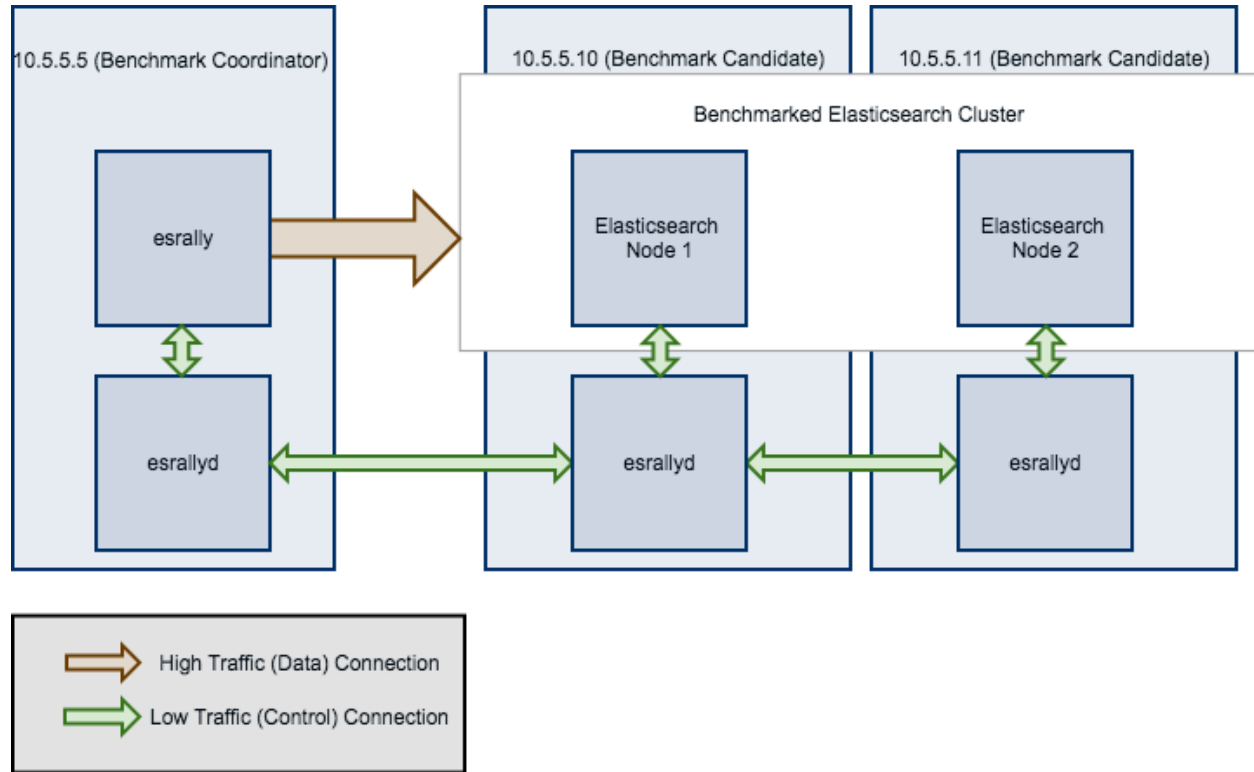 10.5.5.5 (Benchmark Coordinator)
10.5.5.10 (Benchmark Candidate)
10.5.5.11 (Benchmark Candidate)
Benchmarked Elasticsearch Cluster
esrally
Elasticsearch
Node 1
Elasticsearch
Node 2
esrallyd
esrallyd
esrallyd
High Traffic (Data) Connection
Low Traffic (Control) Connection